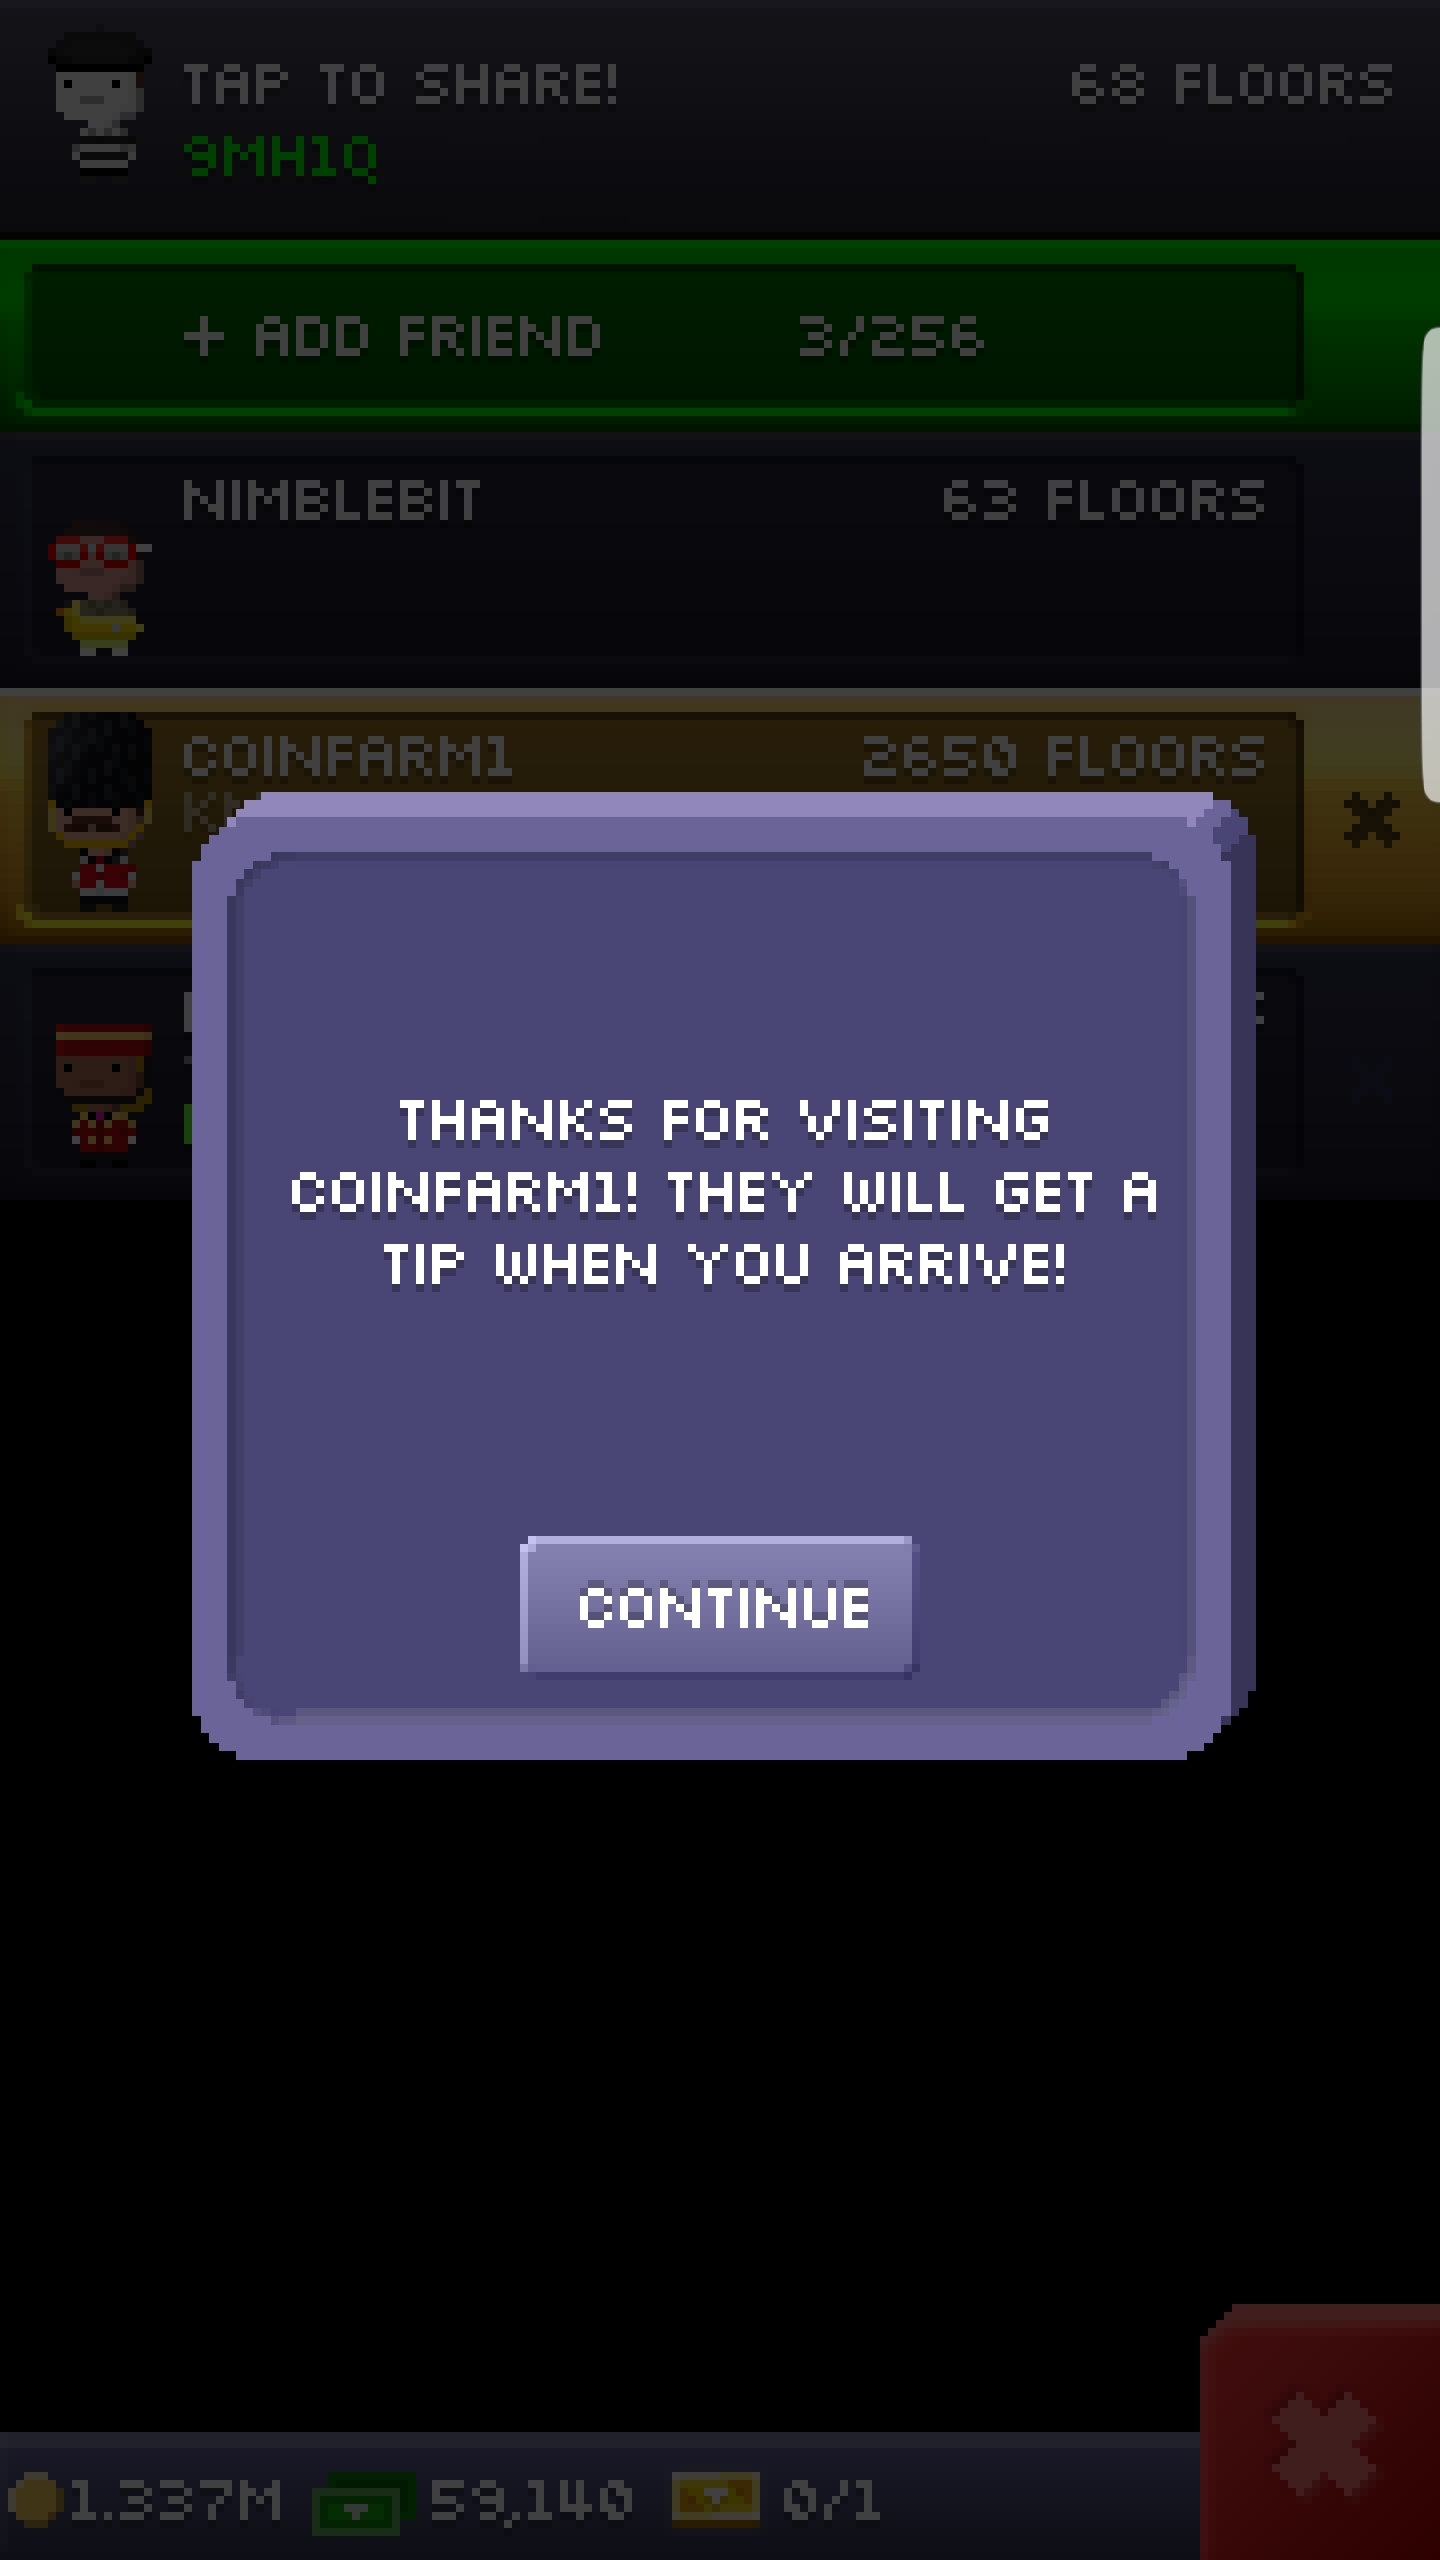 TAP TO SHARE!
68 FLOORS
9MH1Q
+ ADD FRIEND
3/256
NIMBLEBIT
63 FLOORS
COINFARM1
2650 FLOORS
THANKS FOR VISITING
COINFARM1! THEY WILL GET A
TIP WHEN YOU ARRIVE!
CONTINUE
1.337M
59,140
0/1